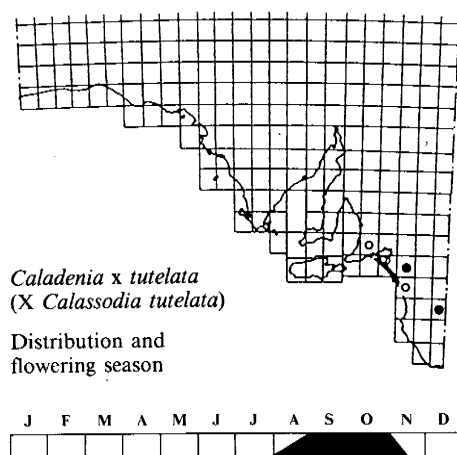 Caladenia x tutelata
(X Calassodia tutelata)
Distribution and
flowering season
J F M A M J J A S O N D